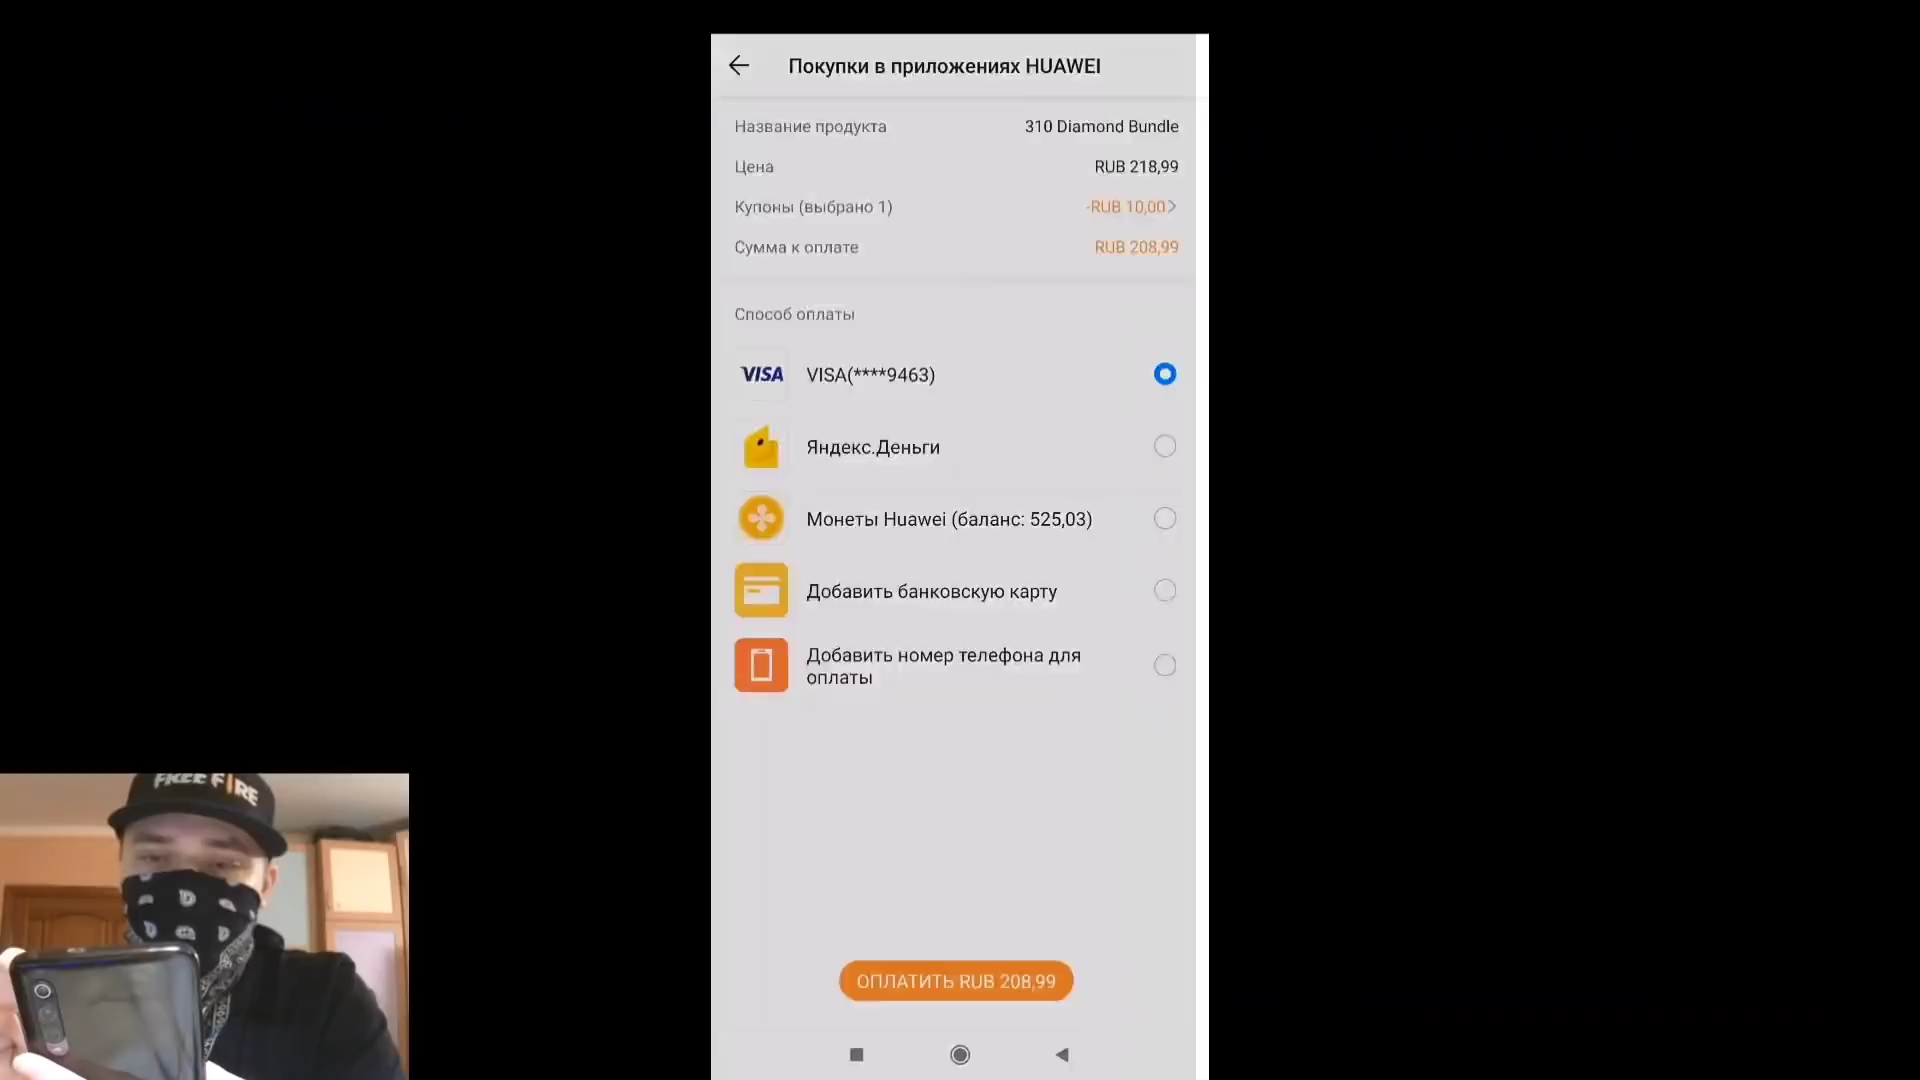 Покупки в приложениях HUAWEI
Название продукта 310 Diamond Bundle
Цена RUB 218,99
Купоны (выбрано 1) -RUB 10,00
Сумма к оплате RUB 208,99
Способ оплаты
VISA VISA(****9463)
Яндекс.Деньги
Монеты Huawei (баланс: 525,03)
Добавить банковскую карту
Добавить номер телефона для
оплаты
FREE FIRE
ОПЛАТИТЬ RUB 208,99